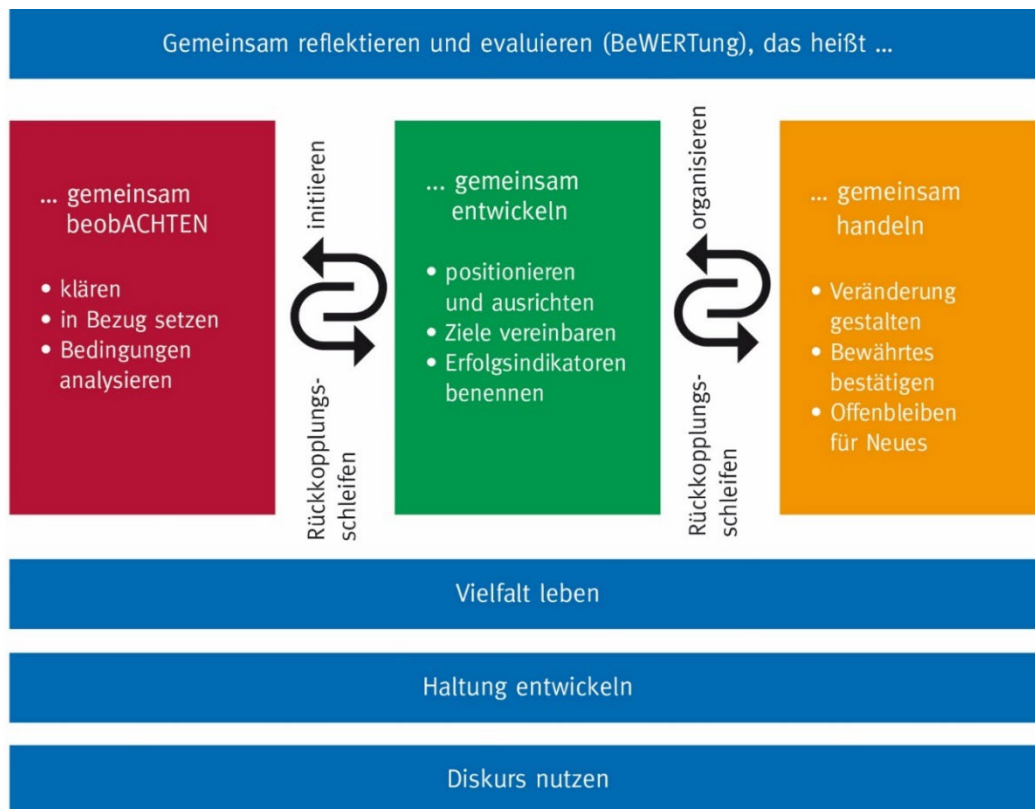 Gemeinsam reflektieren und evaluieren (BeWERTung), das heißt ...
... gemeinsam
beobACHTEN
• klären
• in Bezug setzen
• Bedingungen
analysieren
initiieren
Rückkopplungs-
schleifen
... gemeinsam
entwickeln
• positionieren
und ausrichten
• Ziele vereinbaren
• Erfolgsindikatoren
benennen
organisieren
Rückkopplungs-
schleifen
... gemeinsam
handeln
• Veränderung
gestalten
• Bewährtes
bestätigen
• Offenbleiben
für Neues
Vielfalt leben
Haltung entwickeln
Diskurs nutzen